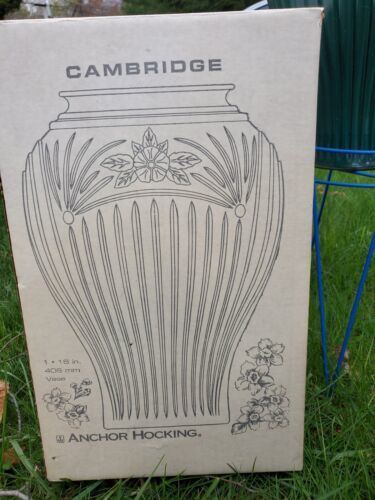 CAMBRIDGE
1 • 16 in.
406 mm
Vase
ANCHOR HOCKING®